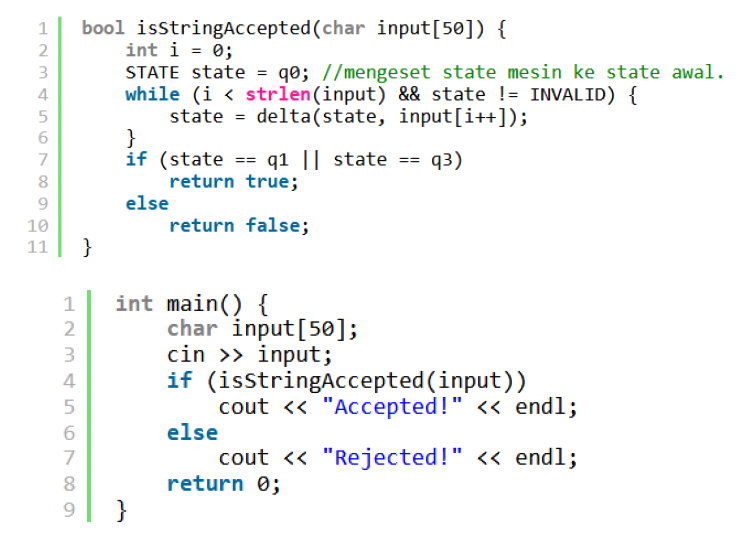 1 bool isStringAccepted(char input[50]) {
2 int i = 0;
3 STATE state = q0; //mengeset state mesin ke state awal.
4 while (i < strlen(input) && state != INVALID) {
5 state = delta(state, input[i++]);
6 }
7 if (state == q1 || state == q3)
8 return true;
9 else
10 return false;
11 }
1 int main() {
2 char input[50];
3 cin >> input;
4 if (isStringAccepted(input))
5 cout << "Accepted!" << endl;
6 else
7 cout << "Rejected!" << endl;
8 return 0;
9 }